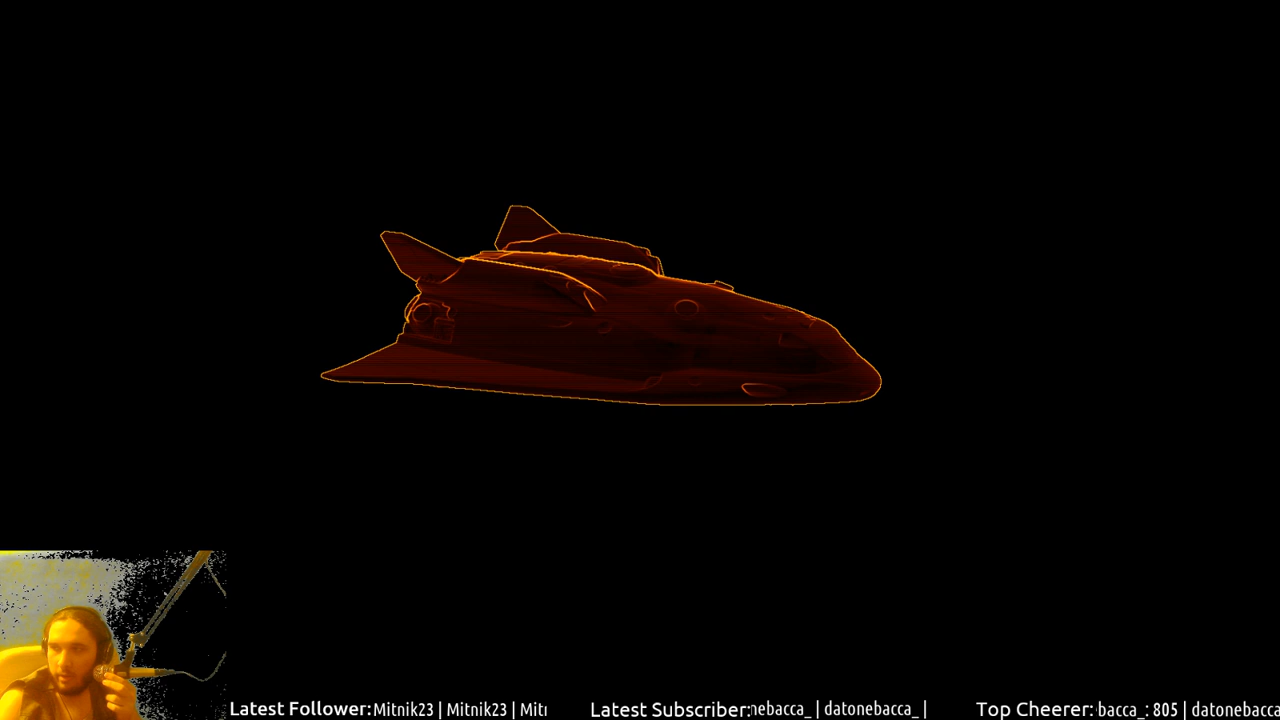 Latest Follower: Mitnik23 | Mitnik23 | Mit
Latest Subscriber: nebacca_ | datonebacca_ |
Top Cheerer: bacca_: 805 | datonebacca